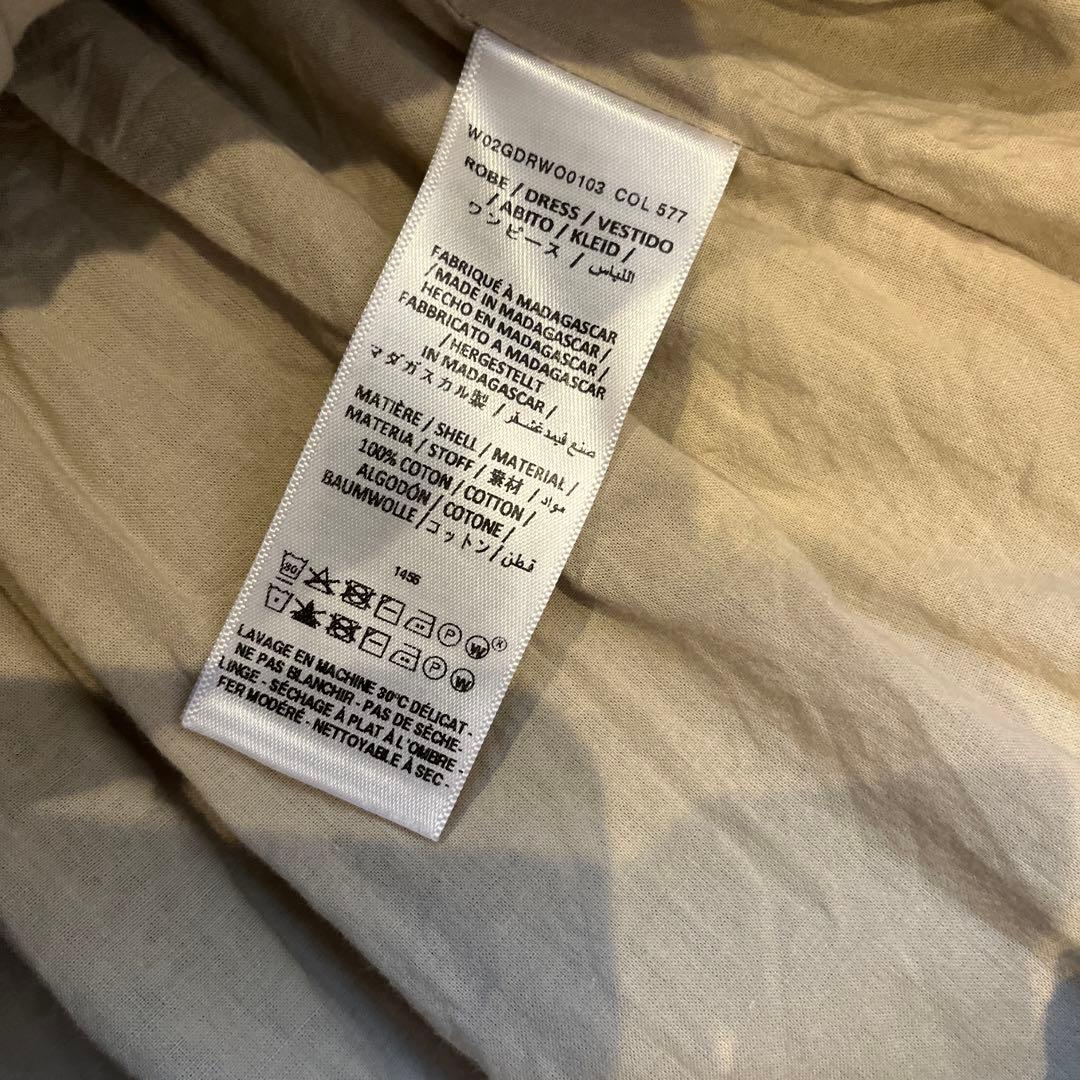 W02GDRWO0103 COL 577
ROBE / DRESS / VESTIDO
/ ABITO / KLEID /
ワンピース / اللباس
FABRIQUÉ À MADAGASCAR
/ MADE IN MADAGASCAR /
HECHO EN MADAGASCAR /
FABBRICATO A MADAGASCAR
/ HERGESTELLT
IN MADAGASCAR /
マダガスカル製 / صنع في مدغشقر
MATIÈRE / SHELL / MATERIAL /
MATERIA / STOFF / 素材 / مواد
100% COTON / COTTON /
ALGODÓN / COTONE /
BAUMWOLLE / コットン / قطن
1456
30 P W
P W
LAVAGE EN MACHINE 30°C DÉLICAT -
NE PAS BLANCHIR - PAS DE SÈCHE-
LINGE - SÉCHAGE À PLAT À L'OMBRE -
FER MODÉRÉ - NETTOYABLE À SEC -